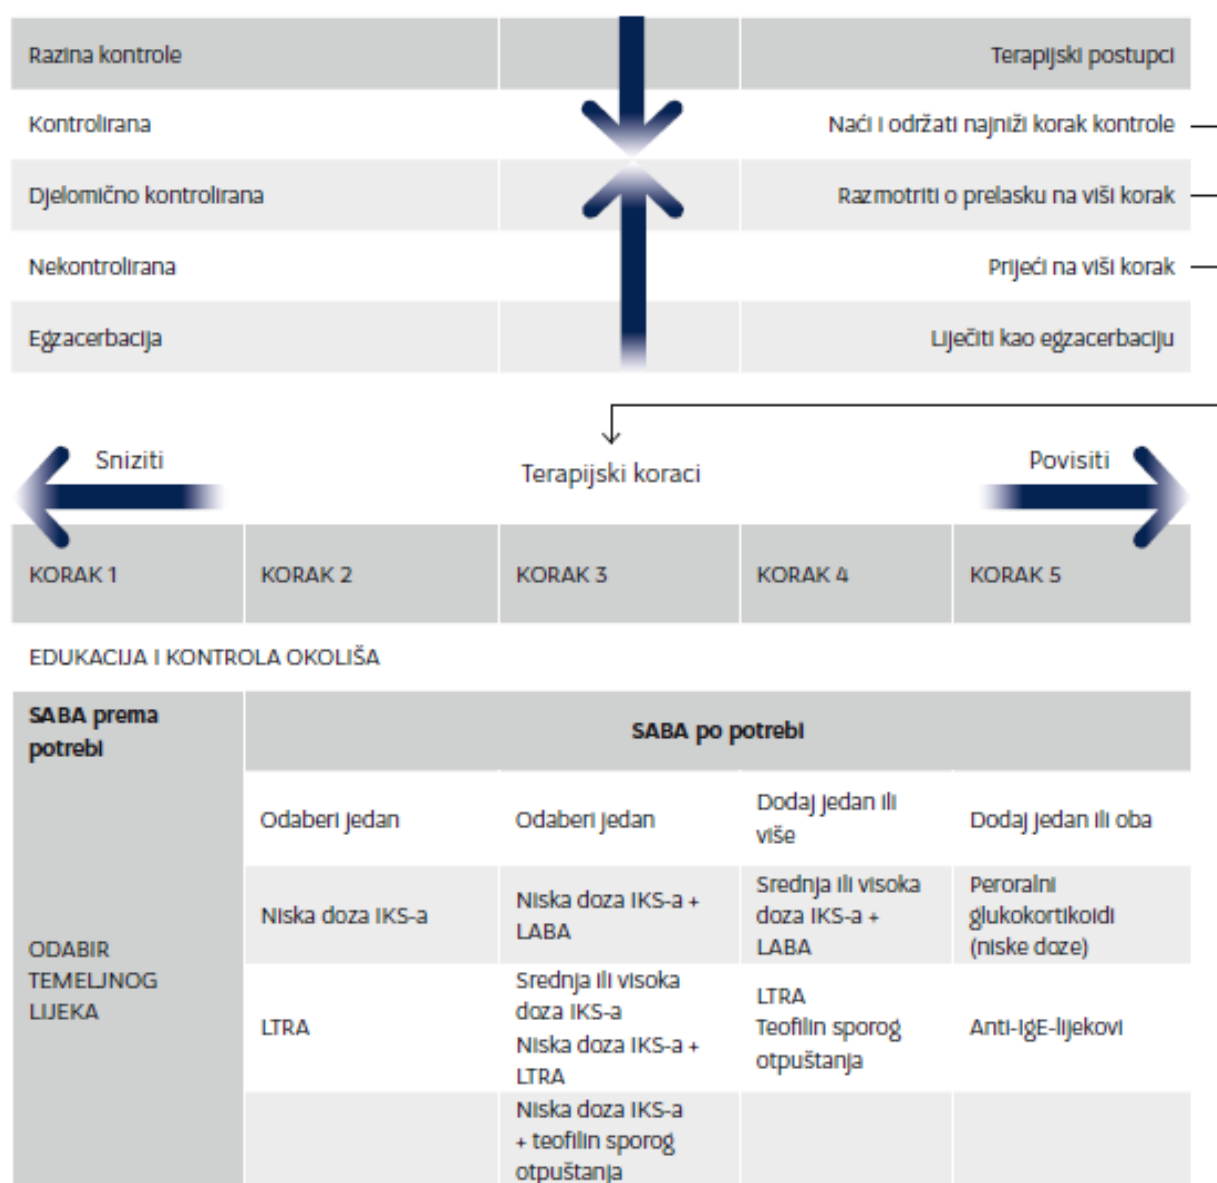 Razina kontrole
Terapijski postupci
Kontrolirana
Naći i održati najniži korak kontrole
Djelomično kontrolirana
Razmotriti o prelasku na viši korak
Nekontrolirana
Prijeći na viši korak
Egzacerbacija
Liječiti kao egzacerbaciju
Sniziti
Terapijski koraci
Povisiti
KORAK 1
KORAK 2
KORAK 3
KORAK 4
KORAK 5
EDUKACIJA I KONTROLA OKOLIŠA
SABA prema
potrebi
SABA po potrebi
ODABIR
TEMELJNOG
LIJEKA
Odaberi jedan
Odaberi jedan
Dodaj jedan ili
više
Dodaj jedan ili oba
Niska doza IKS-a
Niska doza IKS-a +
LABA
Srednja ili visoka
doza IKS-a +
LABA
Peroralni
glukokortikoidi
(niske doze)
LTRA
Srednja ili visoka
doza IKS-a
Niska doza IKS-a +
LTRA
LTRA
Teofilin sporog
otpuštanja
Anti-IgE-lijekovi
Niska doza IKS-a
+ teofilin sporog
otpuštanja